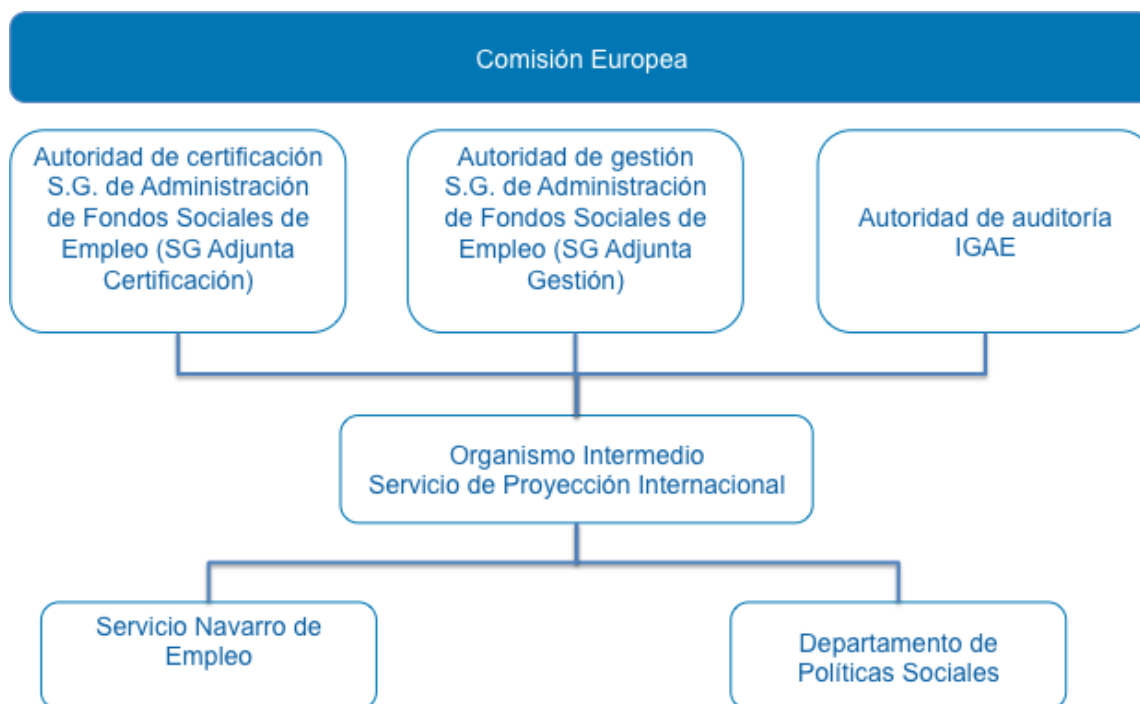 Comisión Europea
Autoridad de certificación
S.G. de Administración
de Fondos Sociales de
Empleo (SG Adjunta
Certificación)
Autoridad de gestión
S.G. de Administración
de Fondos Sociales de
Empleo (SG Adjunta
Gestión)
Autoridad de auditoría
IGAE
Organismo Intermedio
Servicio de Proyección Internacional
Servicio Navarro de
Empleo
Departamento de
Políticas Sociales